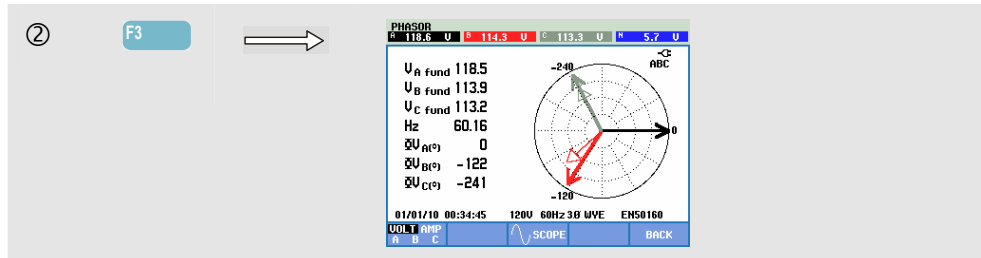 ② F3
PHASOR
A 118.6 V B 114.3 V C 113.3 V N 5.7 V
ABC
VA fund 118.5
VB fund 113.9
VC fund 113.2
Hz 60.16
ΦVA(°) 0
ΦVB(°) -122
ΦVC(°) -241
-240
0
-120
01/01/10 00:34:45 120V 60Hz 3Ø WYE EN50160
VOLT AMP
A B C
SCOPE
BACK